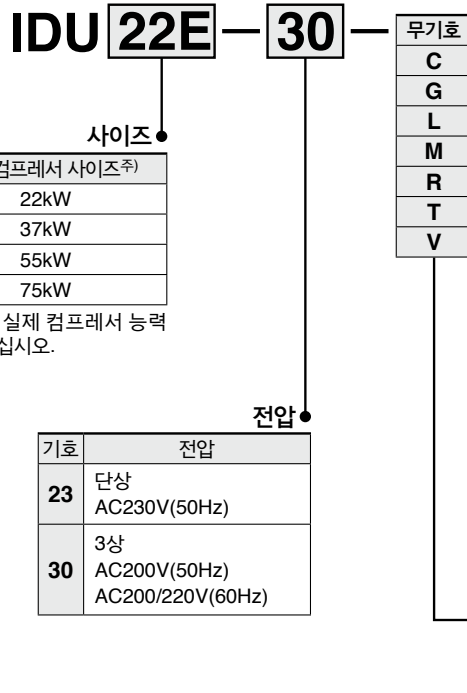 IDU 22E — 30 —
무기호
C
G
L
M
R
T
V
사이즈
컴프레서 사이즈주)
22kW
37kW
55kW
75kW
실제 컴프레서 능력
십시오.
전압
기호 전압
23 단상
AC230V(50Hz)
30 3상
AC200V(50Hz)
AC200/220V(60Hz)